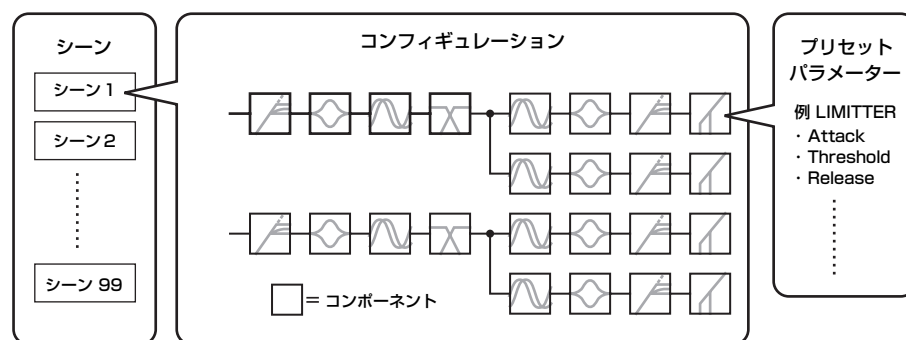 シーン
シーン 1
シーン 2
シーン 99
コンフィギュレーション
= コンポーネント
プリセット
パラメーター
例 LIMITTER
・ Attack
・ Threshold
・ Release